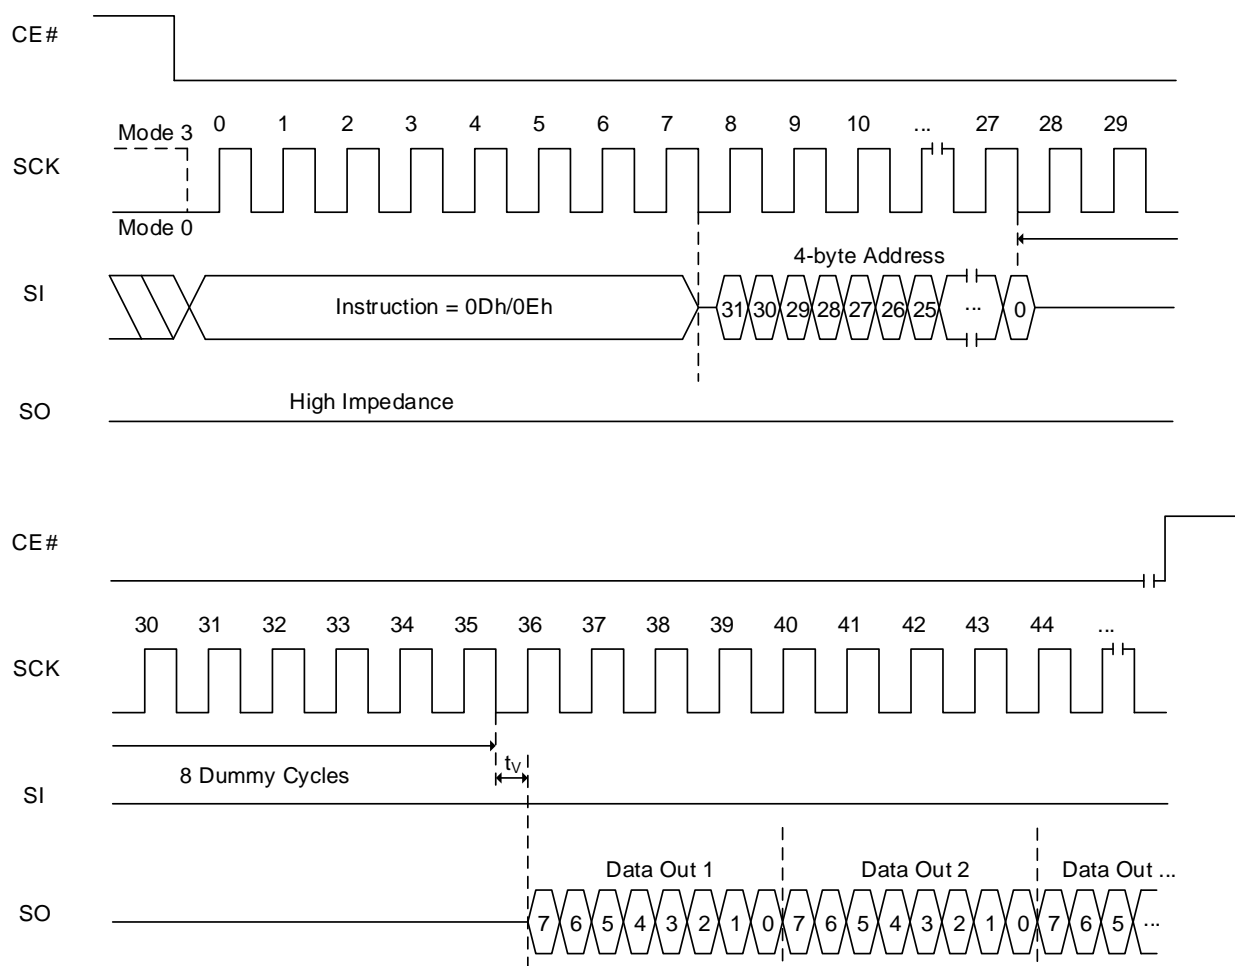 CE#
Mode 3
0 1 2 3 4 5 6 7 8 9 10 ... 27 28 29
SCK
Mode 0
4-byte Address
SI
Instruction = 0Dh/0Eh
31 30 29 28 27 26 25 ... 0
SO
High Impedance
CE#
30 31 32 33 34 35 36 37 38 39 40 41 42 43 44 ...
SCK
8 Dummy Cycles
tV
SI
Data Out 1 Data Out 2 Data Out ...
SO
7 6 5 4 3 2 1 0 7 6 5 4 3 2 1 0 7 6 5 ...